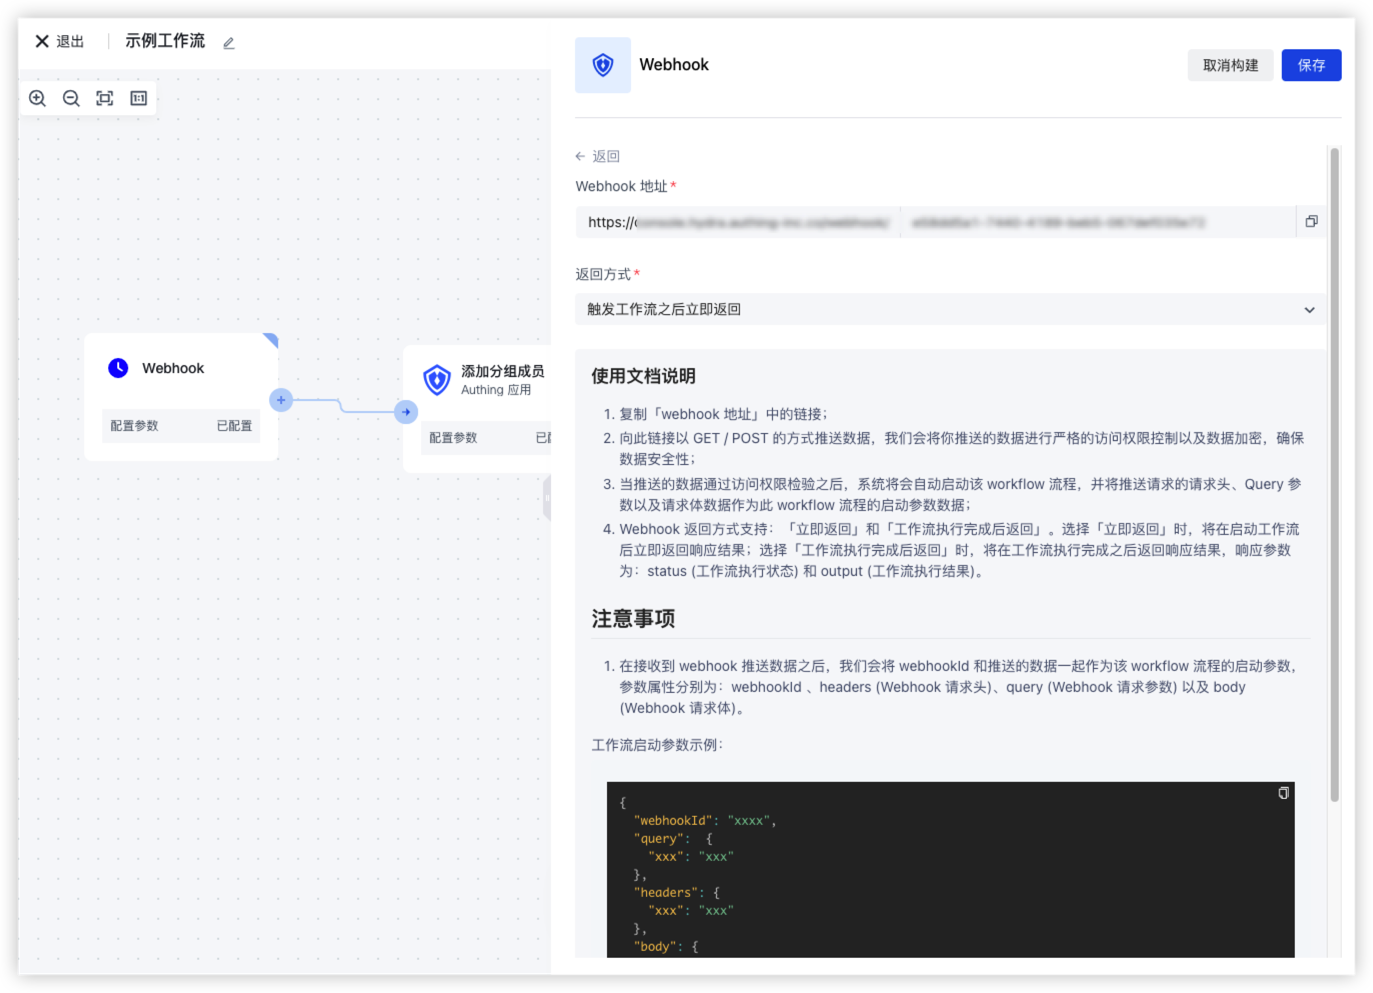 退出
示例工作流
Webhook
取消构建
保存
返回
Webhook 地址*
https://
返回方式*
触发工作流之后立即返回
Webhook
配置参数
已配置
添加分组成员
Authing 应用
配置参数
使用文档说明
1. 复制「webhook 地址」中的链接；
2. 向此链接以 GET / POST 的方式推送数据，我们会将你推送的数据进行严格的访问权限控制以及数据加密，确保
数据安全性；
3. 当推送的数据通过访问权限检验之后，系统将会自动启动该 workflow 流程，并将推送请求的请求头、Query 参
数以及请求体数据作为此 workflow 流程的启动参数数据；
4. Webhook 返回方式支持：「立即返回」和「工作流执行完成后返回」。选择「立即返回」时，将在启动工作流
后立即返回响应结果；选择「工作流执行完成后返回」时，将在工作流执行完成之后返回响应结果，响应参数
为：status (工作流执行状态) 和 output (工作流执行结果)。
注意事项
1. 在接收到 webhook 推送数据之后，我们会将 webhookId 和推送的数据一起作为该 workflow 流程的启动参数，
参数属性分别为：webhookId 、headers (Webhook 请求头)、query (Webhook 请求参数) 以及 body
(Webhook 请求体)。
工作流启动参数示例：
{
"webhookId": "xxxx",
"query": {
"xxx": "xxx"
},
"headers": {
"xxx": "xxx"
},
"body": {